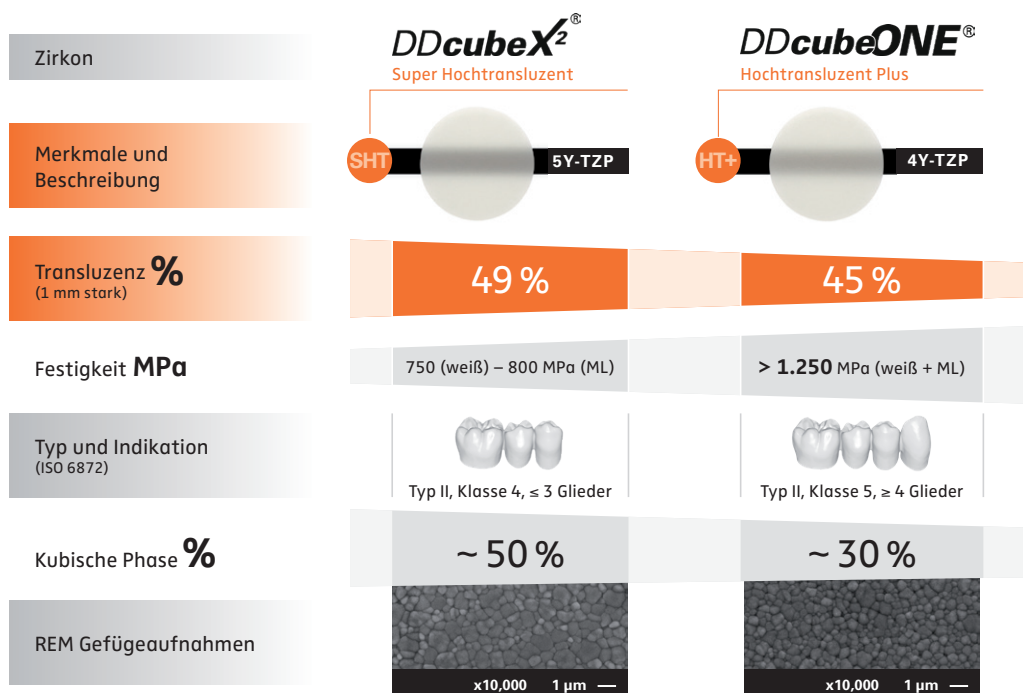 Zirkon
DDcubeX²®
Super Hochtransluzent
DDcubeONE®
Hochtransluzent Plus
Merkmale und
Beschreibung
SHT
5Y-TZP
HT+
4Y-TZP
Transluzenz %
(1 mm stark)
49 %
45 %
Festigkeit MPa
750 (weiß) – 800 MPa (ML)
> 1.250 MPa (weiß + ML)
Typ und Indikation
(ISO 6872)
Typ II, Klasse 4, ≤ 3 Glieder
Typ II, Klasse 5, ≥ 4 Glieder
Kubische Phase %
~ 50 %
~ 30 %
REM Gefügeaufnahmen
x10,000 1 µm
x10,000 1 µm